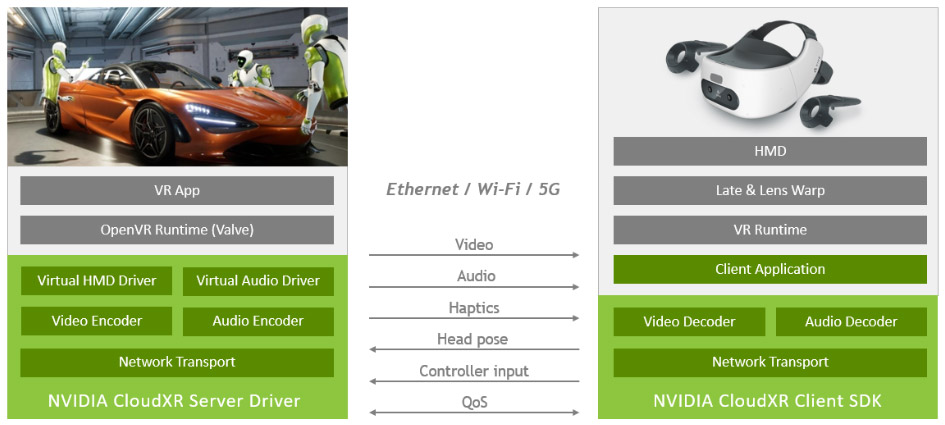 VR App
OpenVR Runtime (Valve)
Virtual HMD Driver
Virtual Audio Driver
Video Encoder
Audio Encoder
Network Transport
NVIDIA CloudXR Server Driver
Ethernet / Wi-Fi / 5G
Video
Audio
Haptics
Head pose
Controller input
QoS
HMD
Late & Lens Warp
VR Runtime
Client Application
Video Decoder
Audio Decoder
Network Transport
NVIDIA CloudXR Client SDK